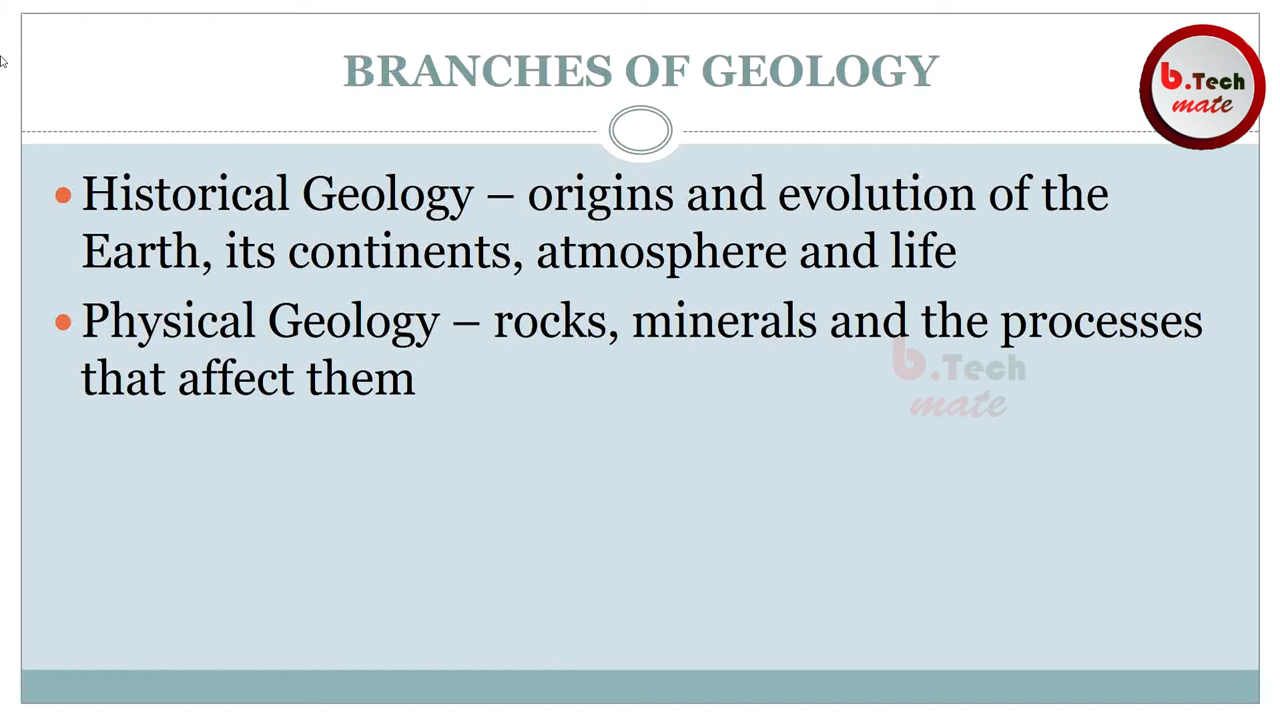 BRANCHES OF GEOLOGY
b.Tech
mate
• Historical Geology – origins and evolution of the
Earth, its continents, atmosphere and life
• Physical Geology – rocks, minerals and the processes
that affect them
b.Tech
mate